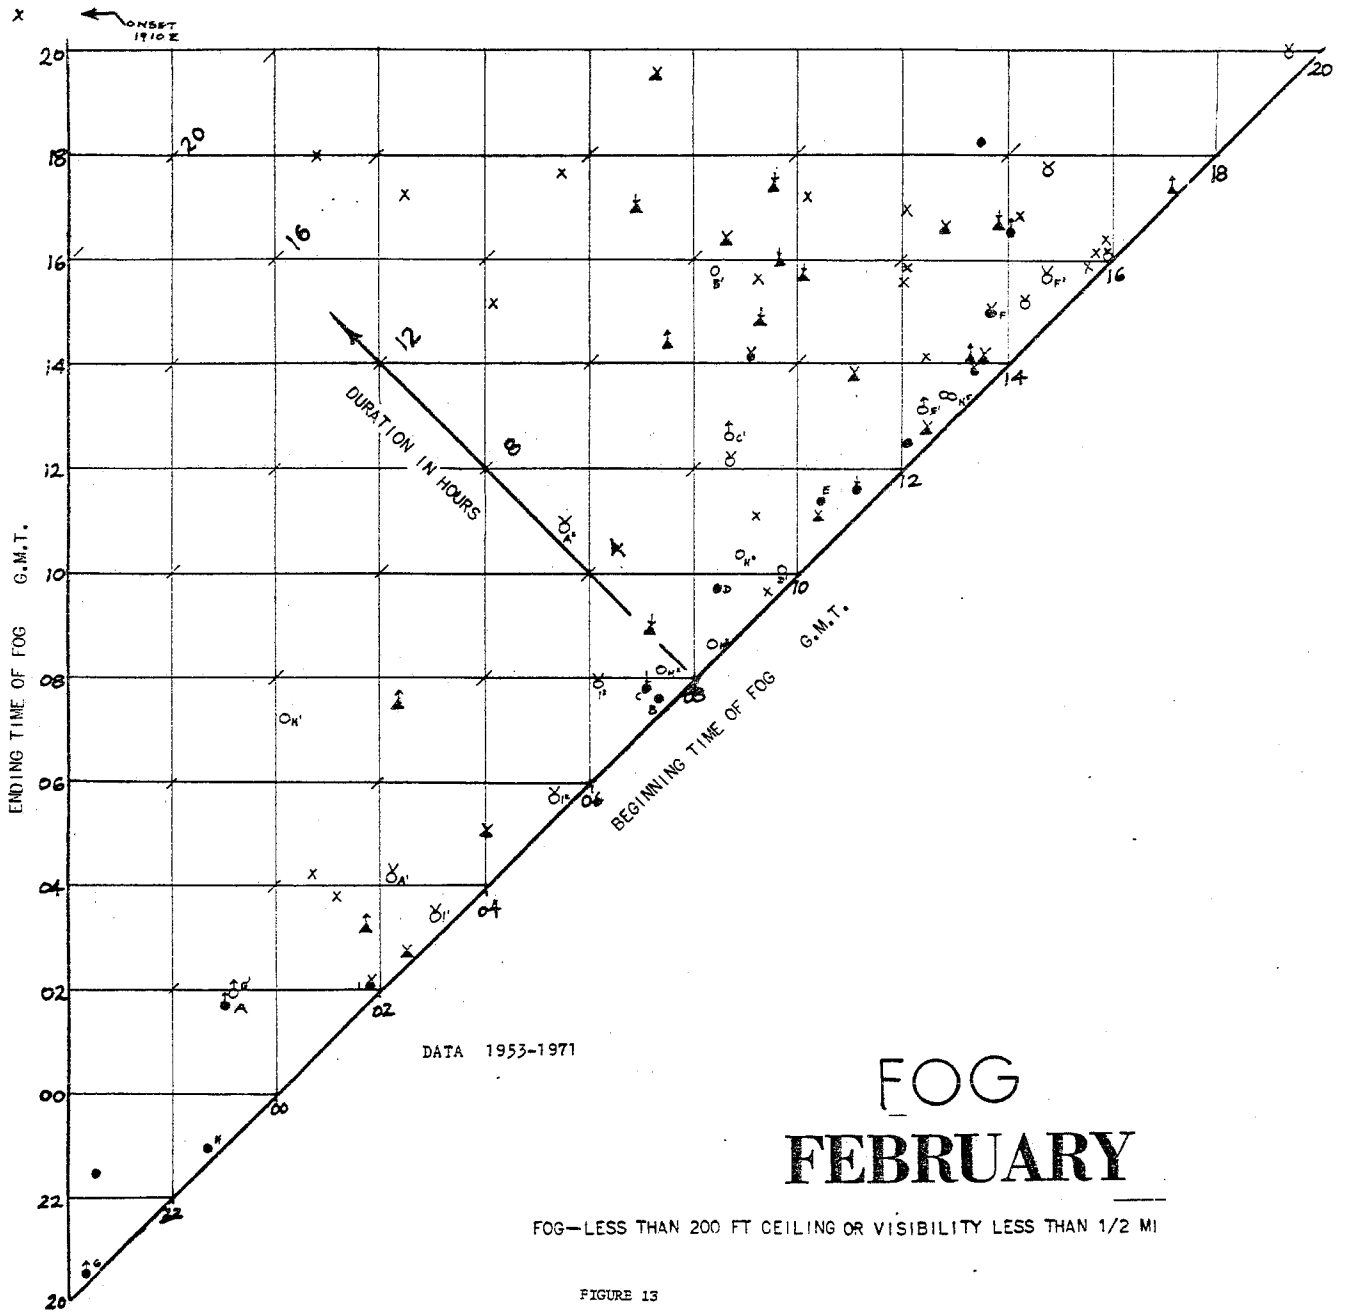 x
ONSET
1910Z
20
20
20
18
18
16
16
16
12
14
14
DURATION IN HOURS
8
12
12
ENDING TIME OF FOG G.M.T.
10
10
08
08
BEGINNING TIME OF FOG G.M.T.
06
06
04
04
02
02
00
00
22
22
20
B'
F'
F
C'
E
D
C
B
A'
G'
A
G
DATA 1953-1971
FOG
FEBRUARY
FOG—LESS THAN 200 FT CEILING OR VISIBILITY LESS THAN 1/2 MI
FIGURE 13